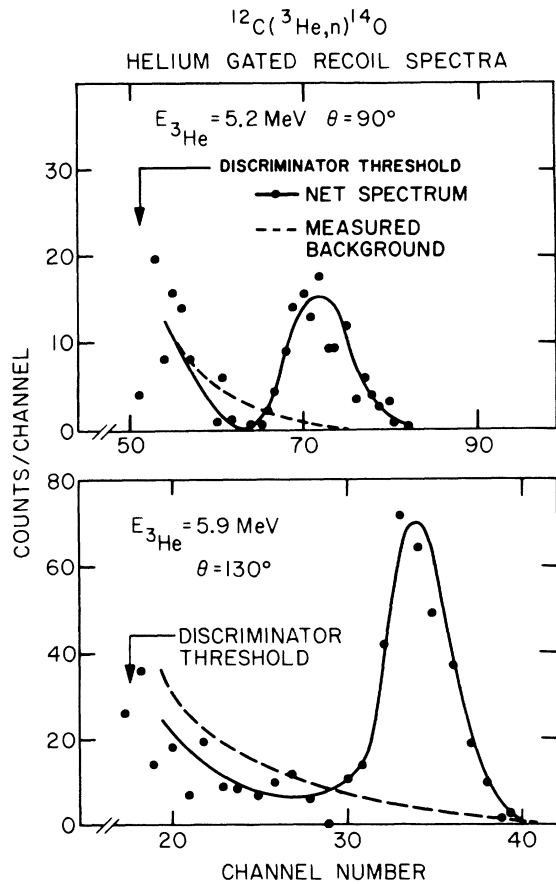 ¹²C(³He,n)¹⁴O
HELIUM GATED RECOIL SPECTRA
E₃He = 5.2 MeV θ = 90°
DISCRIMINATOR THRESHOLD
NET SPECTRUM
MEASURED
BACKGROUND
30
20
10
0
50 70 90
COUNTS/CHANNEL
80
60
40
20
0
E₃He = 5.9 MeV
θ = 130°
DISCRIMINATOR
THRESHOLD
20 30 40
CHANNEL NUMBER